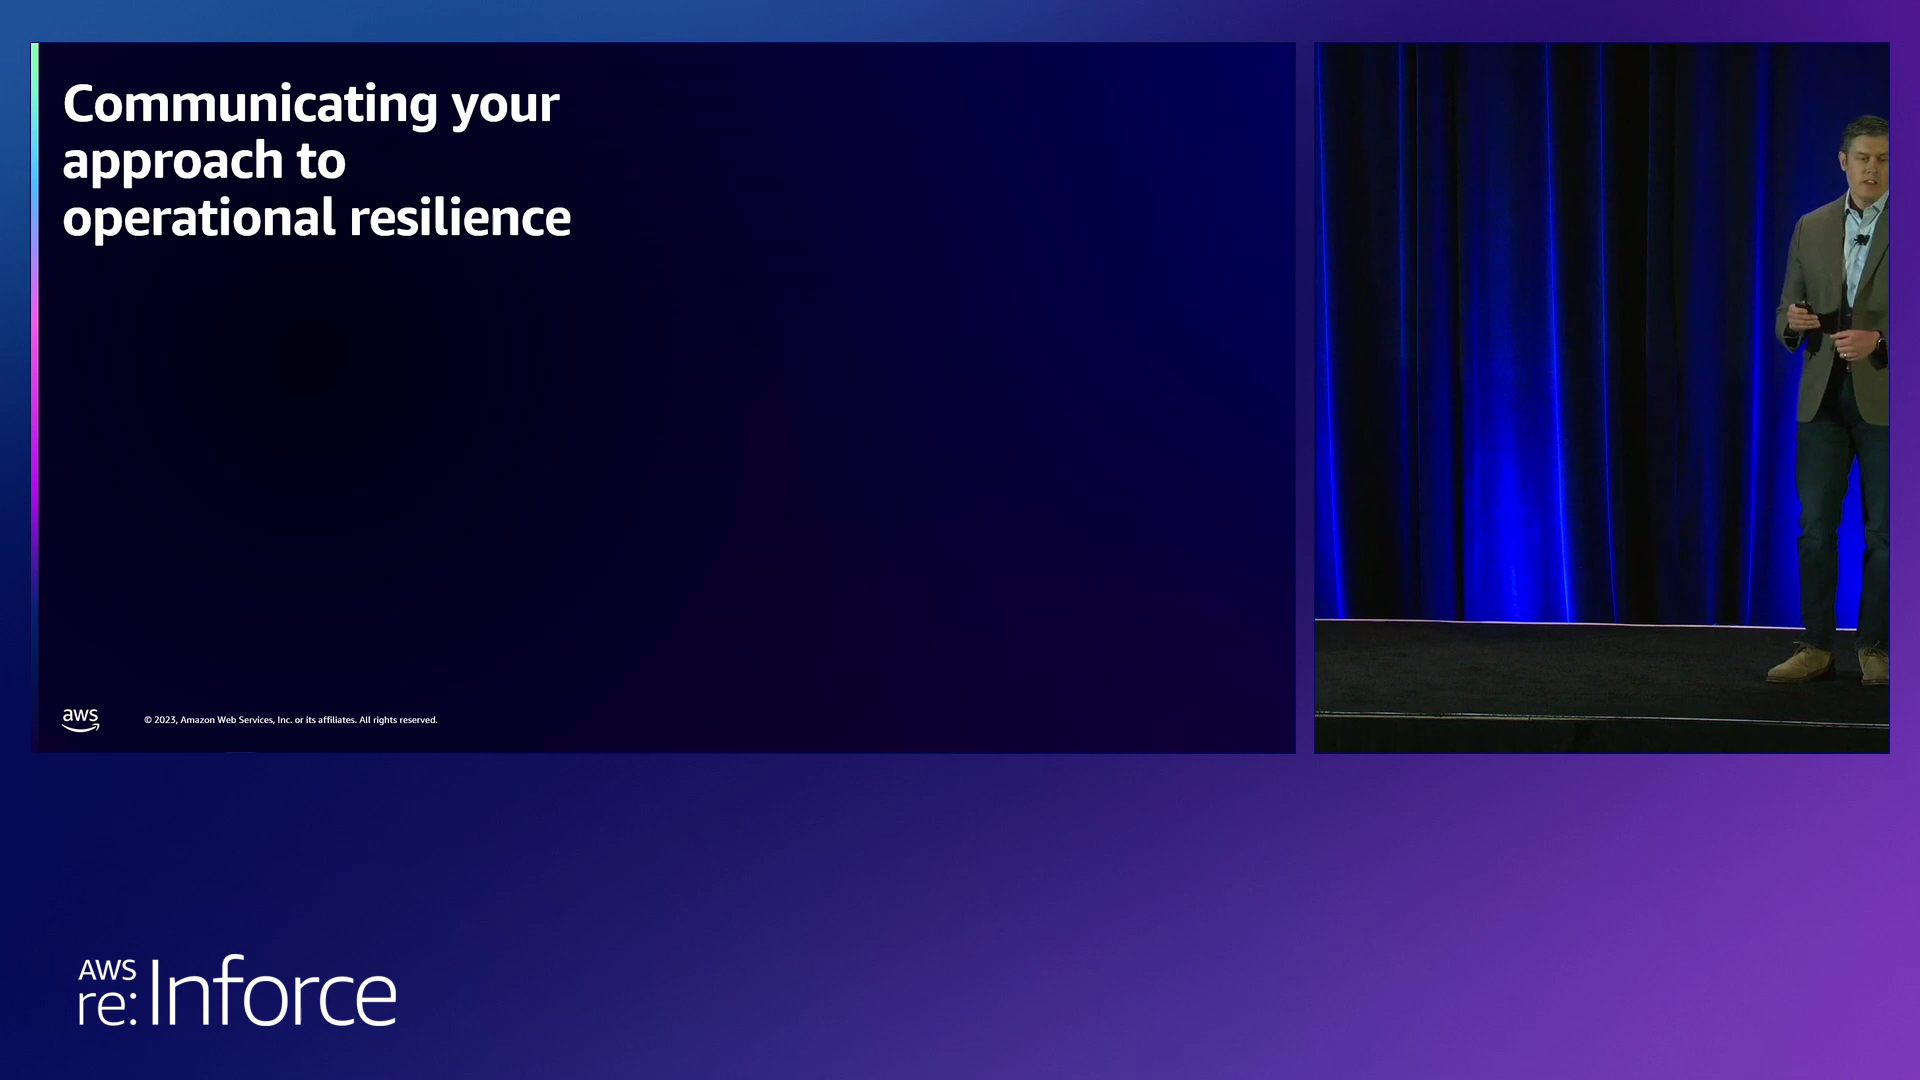 Communicating your
approach to
operational resilience
aws
© 2023, Amazon Web Services, Inc. or its affiliates. All rights reserved.
AWS
re:Inforce